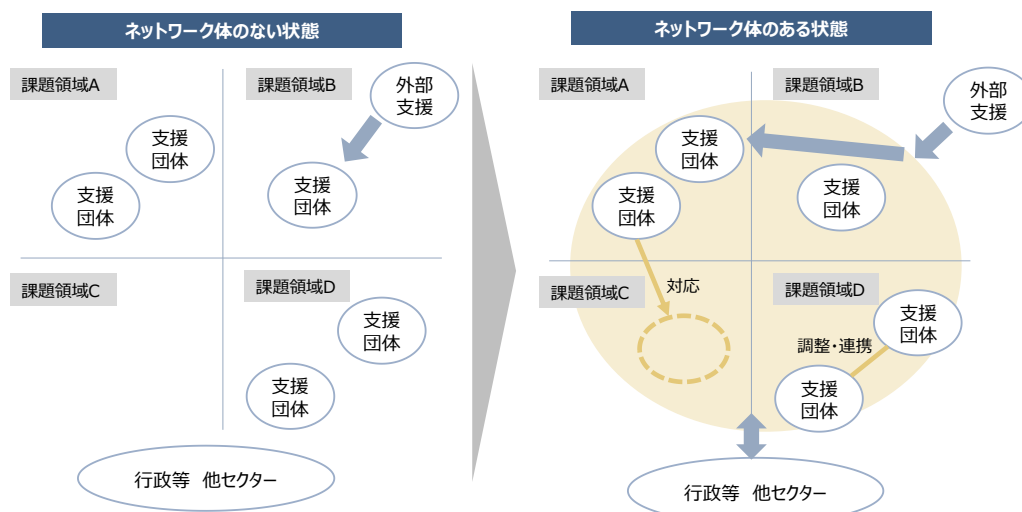 ネットワーク体のない状態
課題領域A
課題領域B
外部
支援
支援
団体
支援
団体
支援
団体
課題領域C
課題領域D
支援
団体
支援
団体
行政等 他セクター
ネットワーク体のある状態
課題領域A
課題領域B
外部
支援
支援
団体
支援
団体
支援
団体
課題領域C
対応
課題領域D
支援
団体
調整・連携
支援
団体
行政等 他セクター